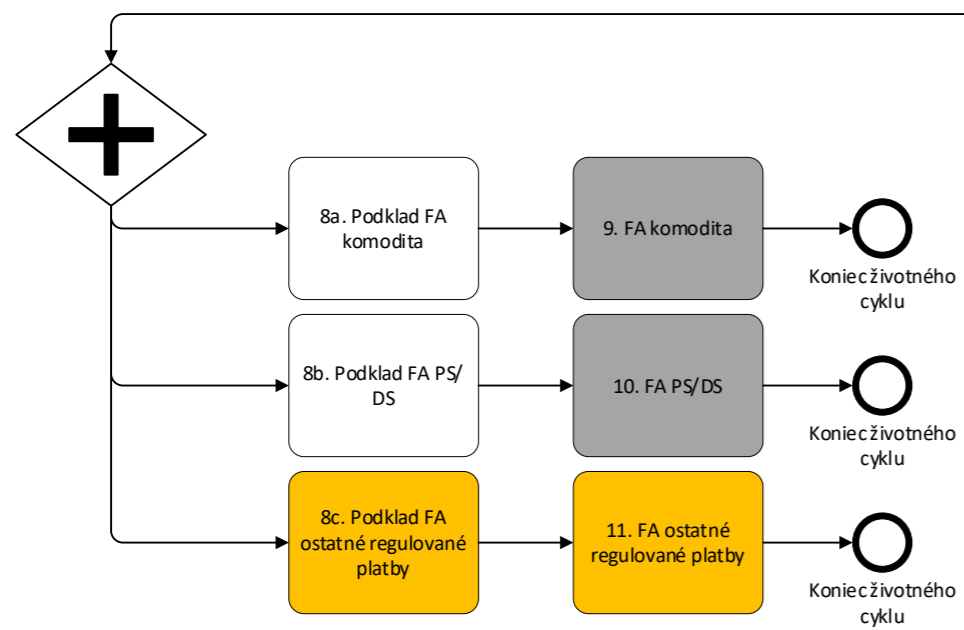 8a. Podklad FA
komodita
9. FA komodita
Koniec životného
cyklu
8b. Podklad FA PS/
DS
10. FA PS/DS
Koniec životného
cyklu
8c. Podklad FA
ostatné regulované
platby
11. FA ostatné
regulované platby
Koniec životného
cyklu